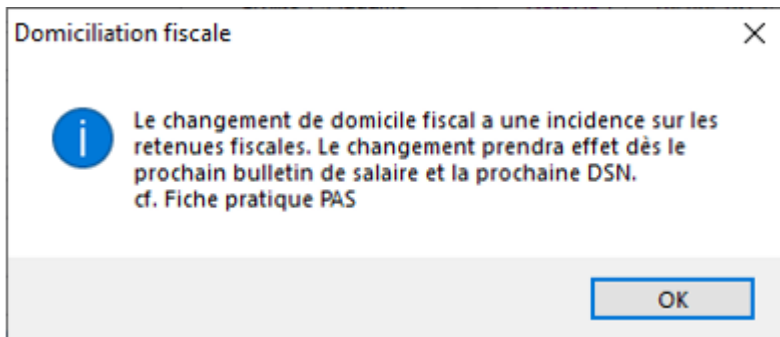 Domiciliation fiscale
Le changement de domicile fiscal a une incidence sur les
retenues fiscales. Le changement prendra effet dès le
prochain bulletin de salaire et la prochaine DSN.
cf. Fiche pratique PAS
OK